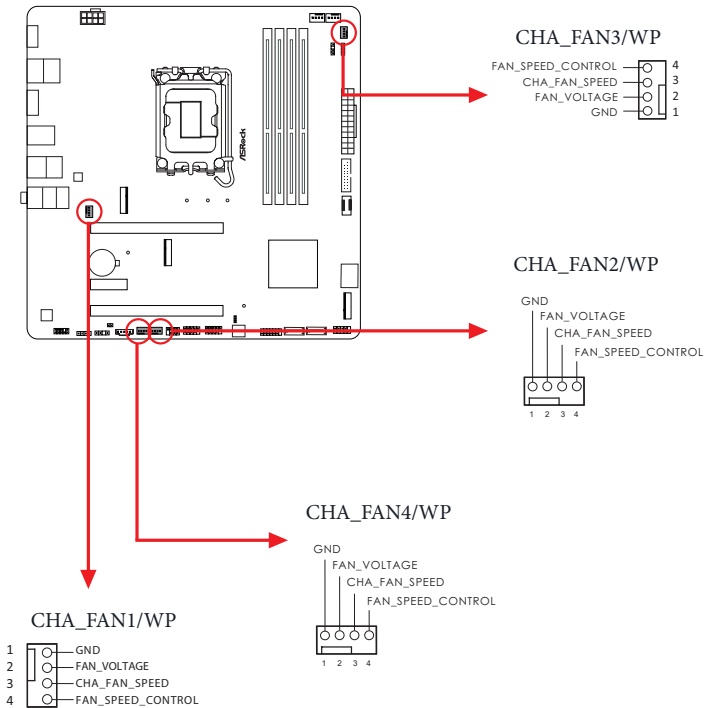 CHA_FAN3/WP
FAN_SPEED_CONTROL 4
CHA_FAN_SPEED 3
FAN_VOLTAGE 2
GND 1
ASRock
CHA_FAN2/WP
GND
FAN_VOLTAGE
CHA_FAN_SPEED
FAN_SPEED_CONTROL
1 2 3 4
CHA_FAN4/WP
GND
FAN_VOLTAGE
CHA_FAN_SPEED
FAN_SPEED_CONTROL
1 2 3 4
CHA_FAN1/WP
1 GND
2 FAN_VOLTAGE
3 CHA_FAN_SPEED
4 FAN_SPEED_CONTROL